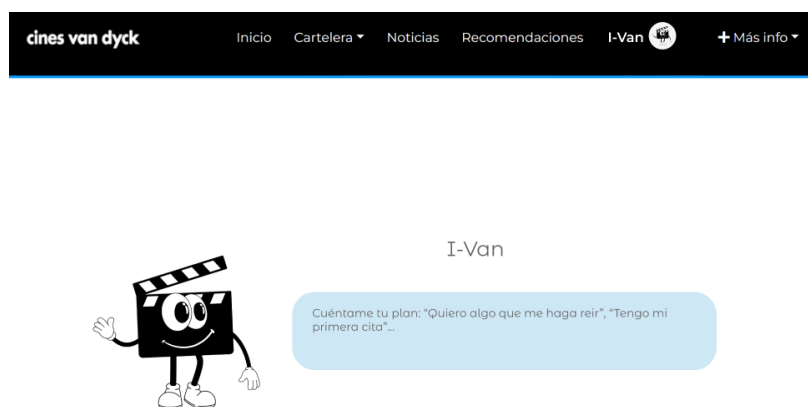 cines van dyck
Inicio Cartelera Noticias Recomendaciones I-Van + Más info
I-Van
Cuéntame tu plan: “Quiero algo que me haga reir”, “Tengo mi
primera cita”...